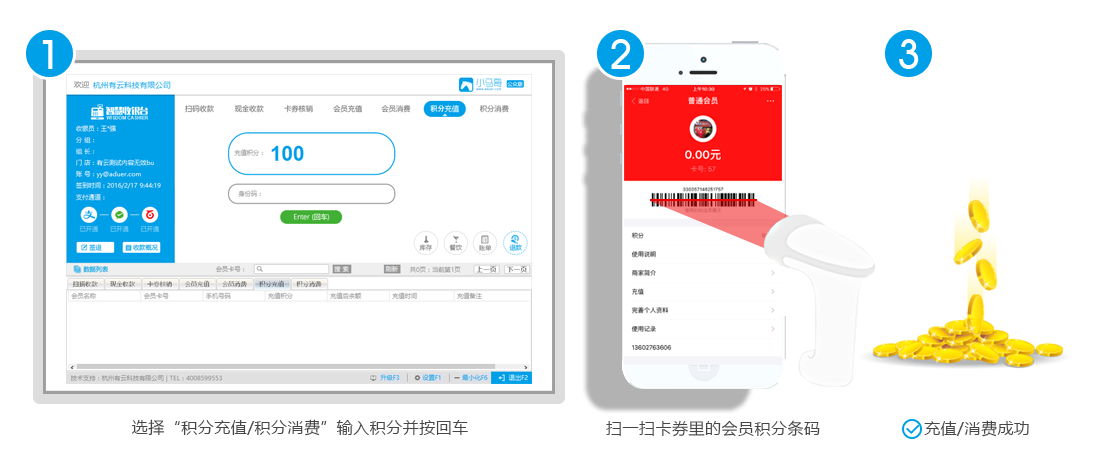 1
2
3
欢迎 杭州有云科技有限公司
小马哥 公众版
智慧收银台
WISDOM CASHIER
收银员：王*强
分 组：
组 长：
门 店：有云测试内容无效bu
账 号：yy@aduer.com
签到时间：2016/2/17 9:44:19
支付通道：
已开通 已开通 已开通
签退 收款概况
扫码收款 现金收款 卡券核销 会员充值 会员消费 积分充值 积分消费
充值积分： 100
身份码：
Enter (回车)
库存 餐饮 账单 退款
数据列表 会员卡号： 搜 索 刷新 共0页：当前第1页 上一页 下一页
扫码收款 现金收款 卡券核销 会员充值 会员消费 积分充值 积分消费
会员名称 会员卡号 手机号码 充值积分 充值后余额 充值时间 充值备注
技术支持：杭州有云科技有限公司 | TEL：4008599553 升级F3 设置F1 最小化F6 退出F2
中国联通 4G 上午10:30 35%
返回 普通会员
0.00元
卡号: 57
330057146251757
积分
使用说明
商家简介
充值
完善个人资料
使用记录
13602763606
选择“积分充值/积分消费”输入积分并按回车
扫一扫卡券里的会员积分条码
充值/消费成功